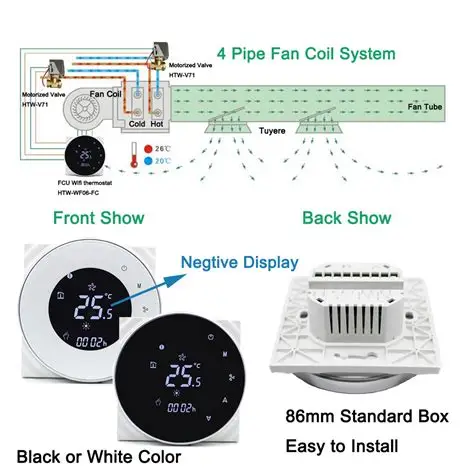 4 Pipe Fan Coil System
Motorized Valve
HTW-V71
Motorized Valve
HTW-V71
Fan Coil
Cold Hot
Fan Tube
Tuyere
26℃
20℃
FCU Wifi thermostat
HTW-WF06-FC
Front Show
Back Show
Negtive Display
25.5 ℃
M
00:02h
M
25.5 ℃
00:02h
86mm Standard Box
Easy to Install
Black or White Color